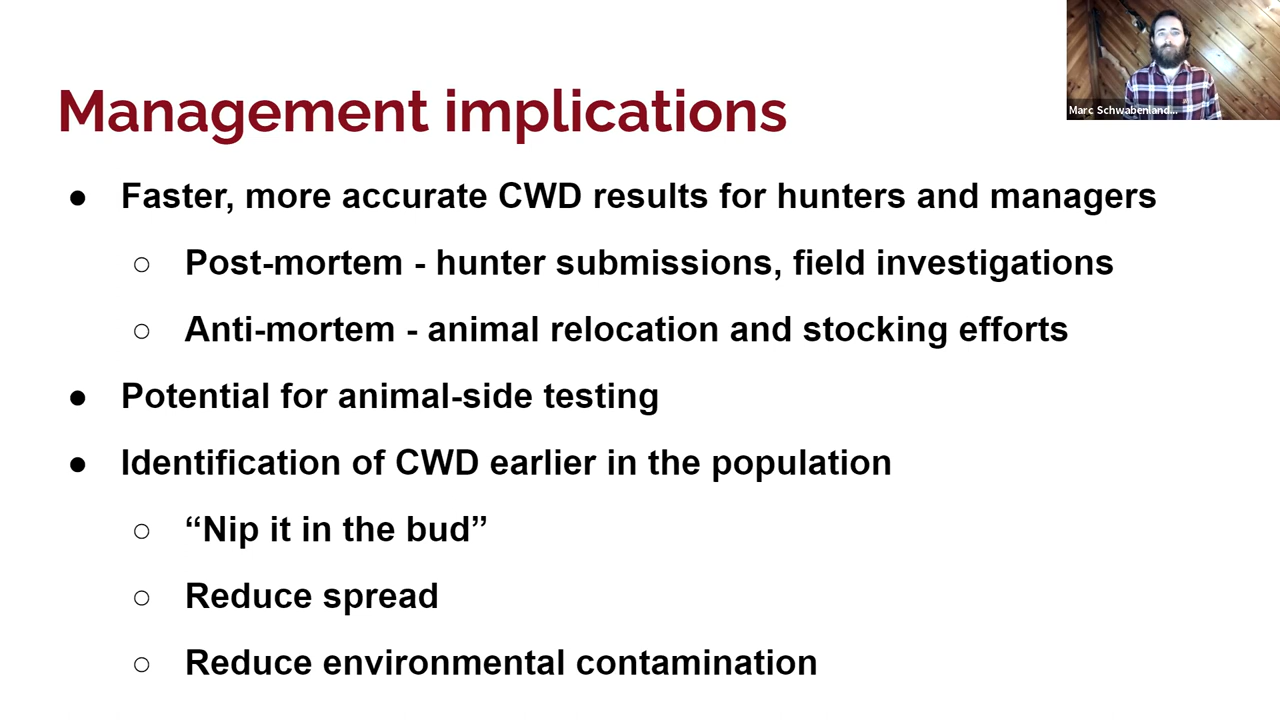 Management implications
Marc Schwabenland...
● Faster, more accurate CWD results for hunters and managers
○ Post-mortem - hunter submissions, field investigations
○ Anti-mortem - animal relocation and stocking efforts
● Potential for animal-side testing
● Identification of CWD earlier in the population
○ “Nip it in the bud”
○ Reduce spread
○ Reduce environmental contamination